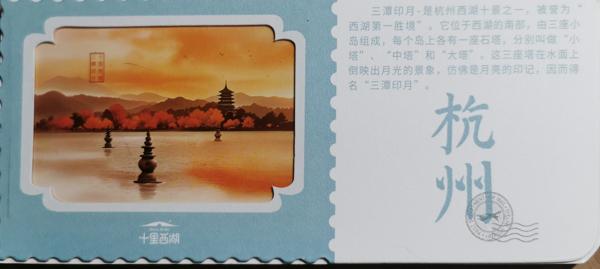 十里西湖
三潭印月-是杭州西湖十景之一，被誉为“
西湖第一胜境”。它位于西湖的南部，由三座小
岛组成，每个岛上各有一座石塔，分别叫做“小
塔”、“中塔”和“大塔”。这三座塔在水面上
倒映出月光的景象，仿佛是月亮的印记，因而得
名“三潭印月”。
杭
州